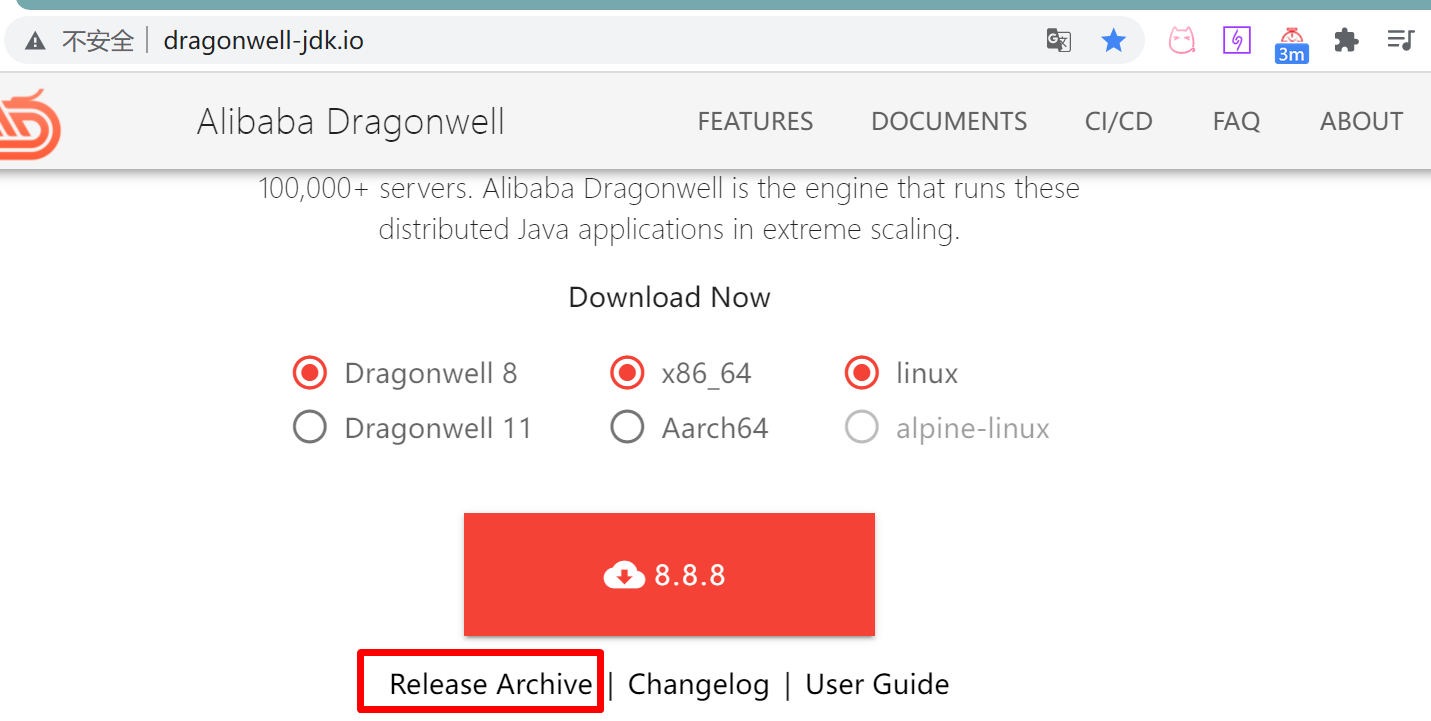 不安全 dragonwell-jdk.io
3m
Alibaba Dragonwell FEATURES DOCUMENTS CI/CD FAQ ABOUT
100,000+ servers. Alibaba Dragonwell is the engine that runs these
distributed Java applications in extreme scaling.
Download Now
Dragonwell 8 x86_64 linux
Dragonwell 11 Aarch64 alpine-linux
8.8.8
Release Archive | Changelog | User Guide